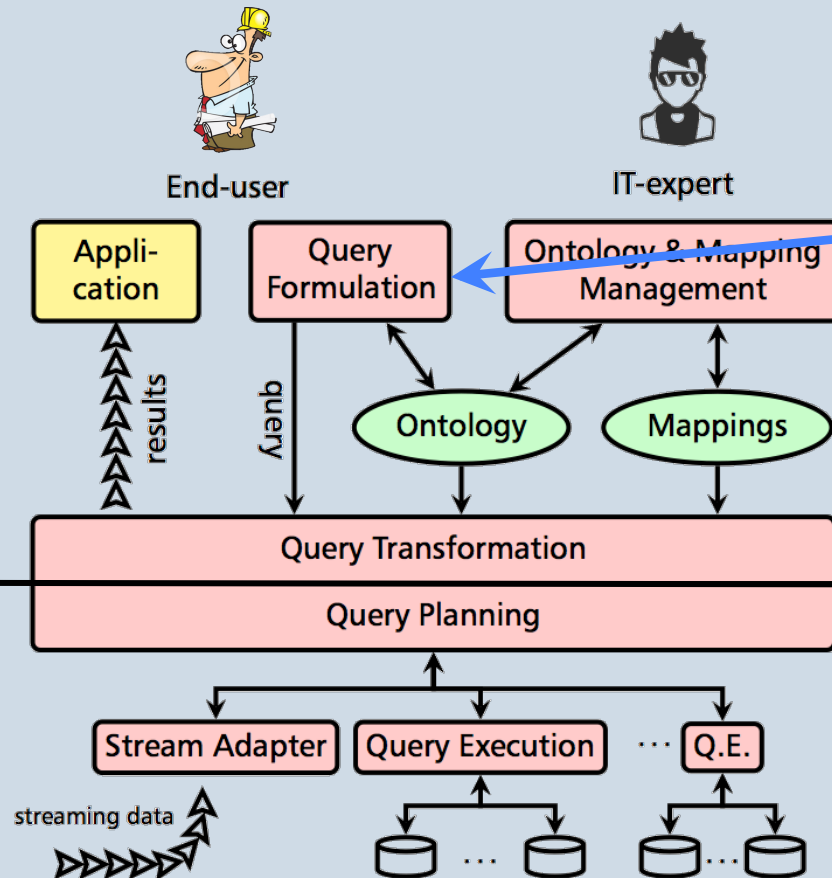 End-user
IT-expert
Appli-
cation
Query
Formulation
Ontology & Mapping
Management
results
query
Ontology
Mappings
Query Transformation
Query Planning
Stream Adapter
Query Execution
...
Q.E.
streaming data
...
...